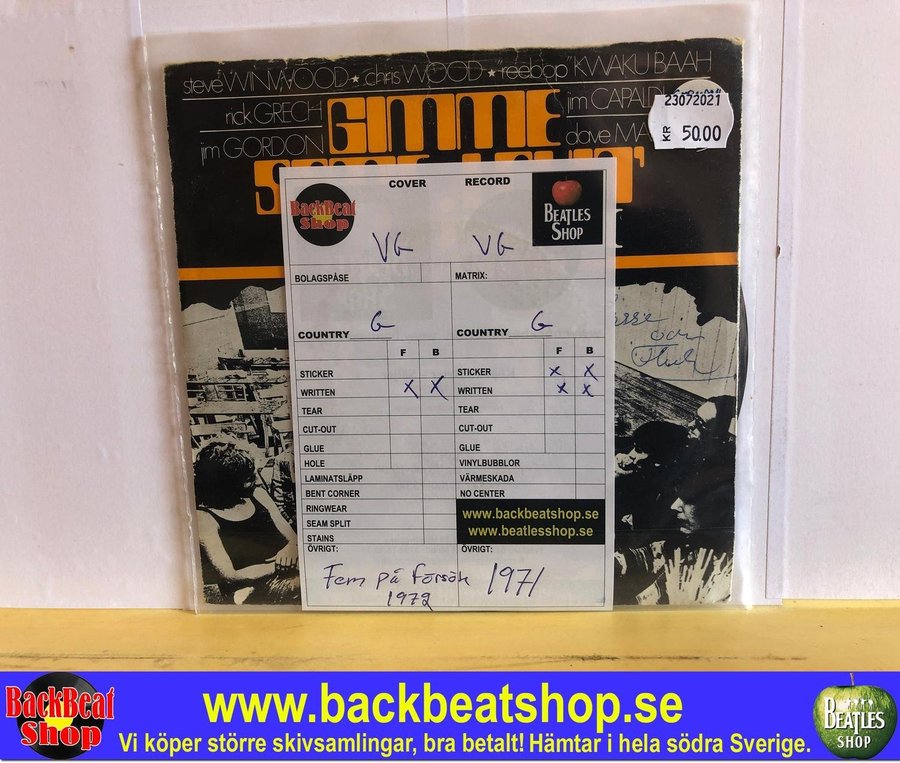 steve WINWOOD ★ chris WOOD ★ "reebop" KWAKU BAAH
rick GRECH
jim CAPALDI
jim GORDON
dave MA
GIMME
23072021
KR 50.00
BackBeat
Shop
COVER
RECORD
BEATLES
SHOP
VG
VG
BOLAGSPÅSE
MATRIX:
G
G
COUNTRY
COUNTRY
F B
F B
STICKER
STICKER X X
WRITTEN X X
WRITTEN X X
TEAR
TEAR
CUT-OUT
CUT-OUT
GLUE
GLUE
HOLE
VINYLBUBBLOR
LAMINATSLÄPP
VÄRMESKADA
BENT CORNER
NO CENTER
RINGWEAR
SEAM SPLIT
STAINS
www.backbeatshop.se
www.beatlesshop.se
ÖVRIGT:
ÖVRIGT:
Fem på försök
1972
1971
BackBeat
Shop
www.backbeatshop.se
Vi köper större skivsamlingar, bra betalt! Hämtar i hela södra Sverige.
BEATLES
SHOP